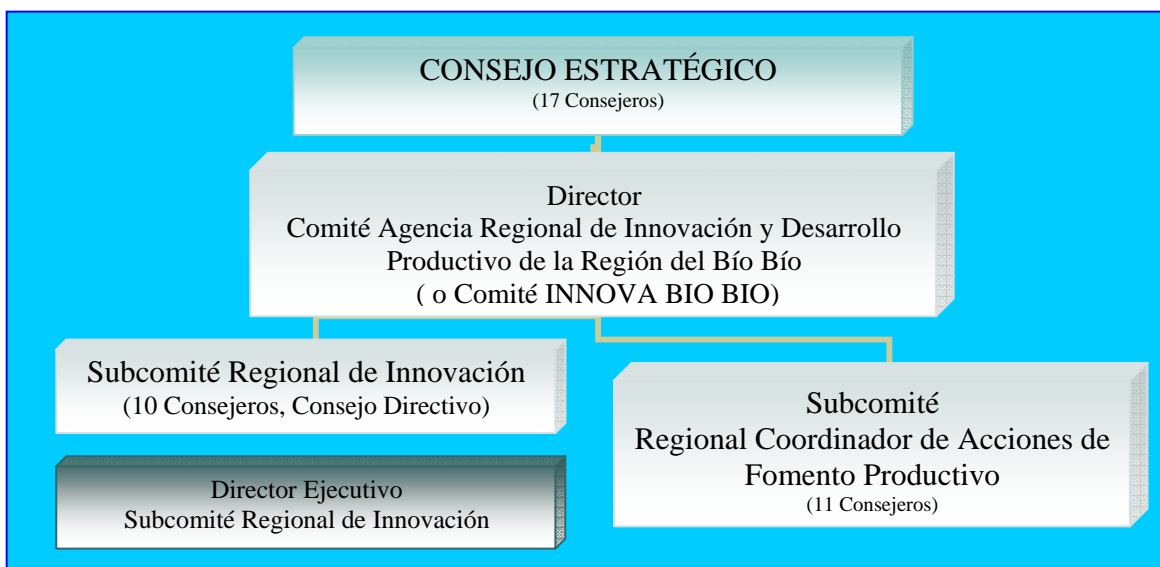 CONSEJO ESTRATÉGICO
(17 Consejeros)
Director
Comité Agencia Regional de Innovación y Desarrollo
Productivo de la Región del Bío Bío
( o Comité INNOVA BIO BIO)
Subcomité Regional de Innovación
(10 Consejeros, Consejo Directivo)
Director Ejecutivo
Subcomité Regional de Innovación
Subcomité
Regional Coordinador de Acciones de
Fomento Productivo
(11 Consejeros)